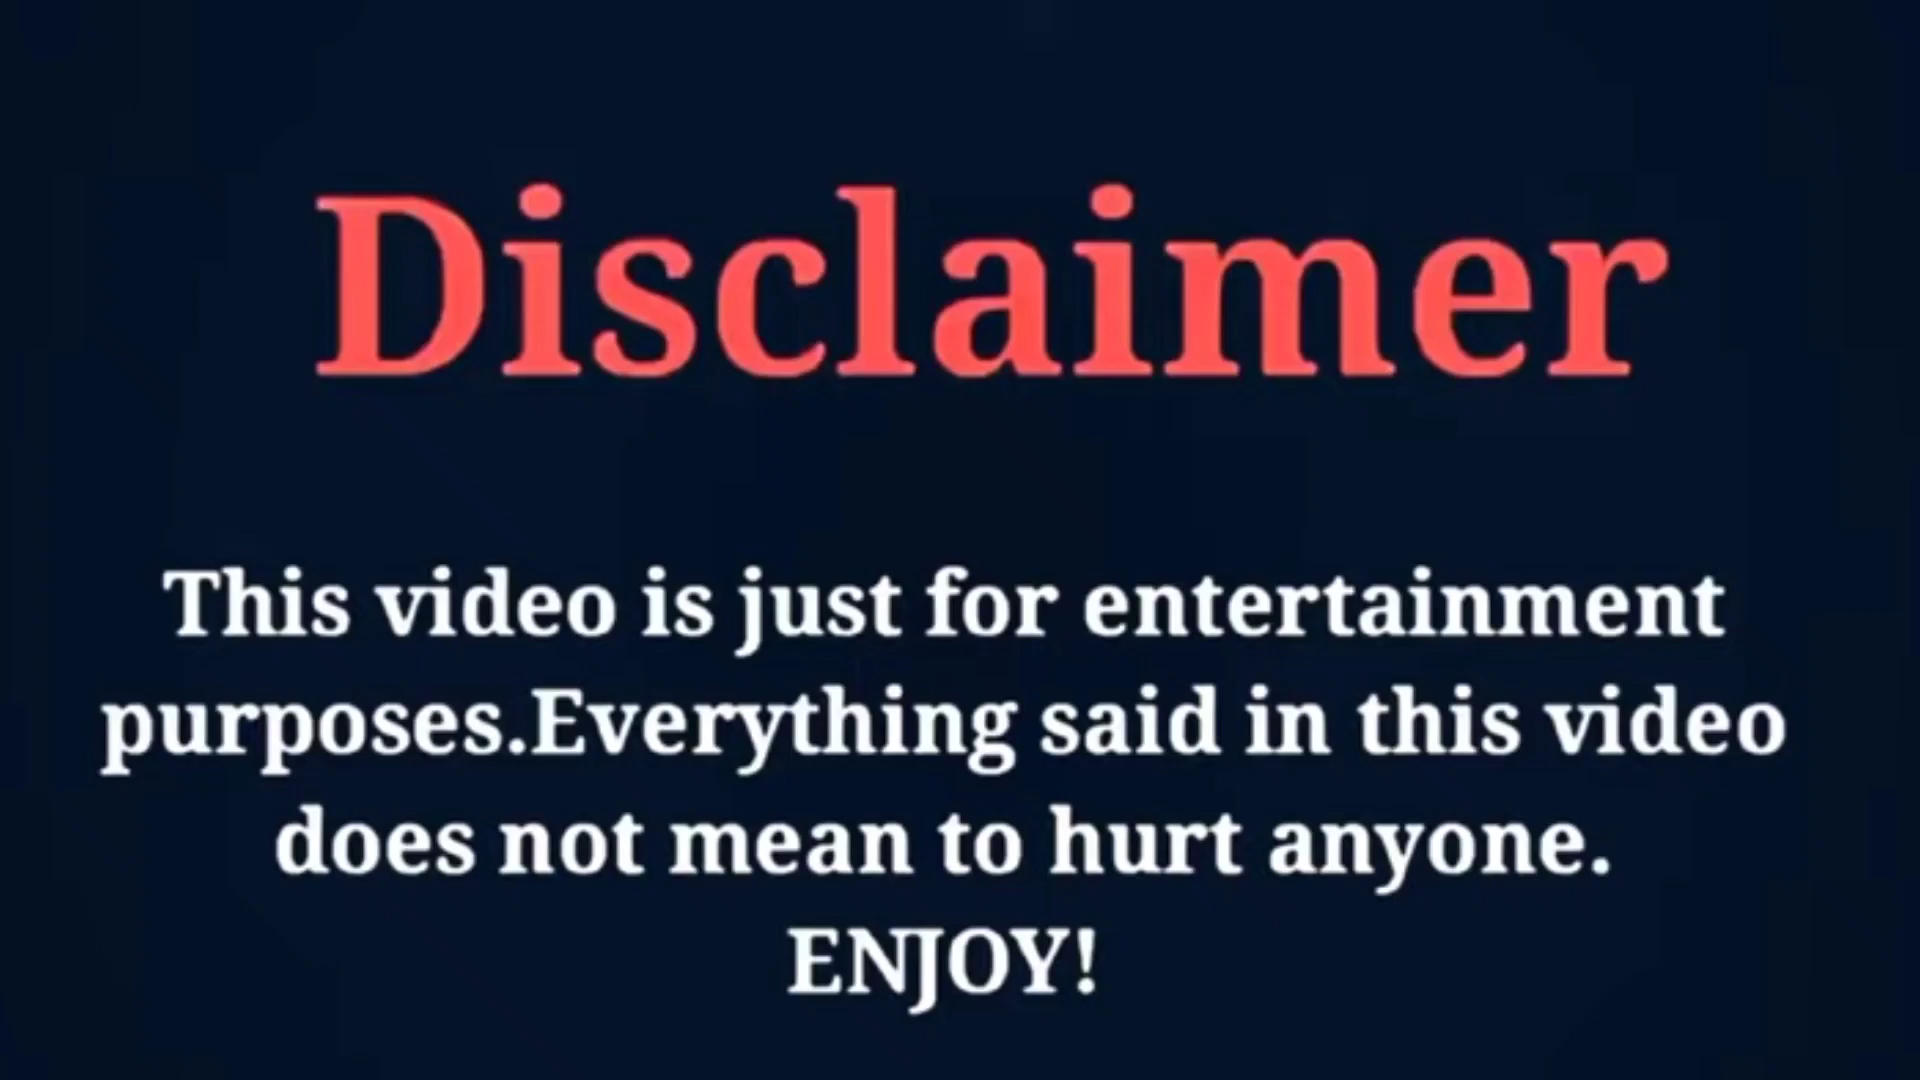 Disclaimer
This video is just for entertainment
purposes.Everything said in this video
does not mean to hurt anyone.
ENJOY!